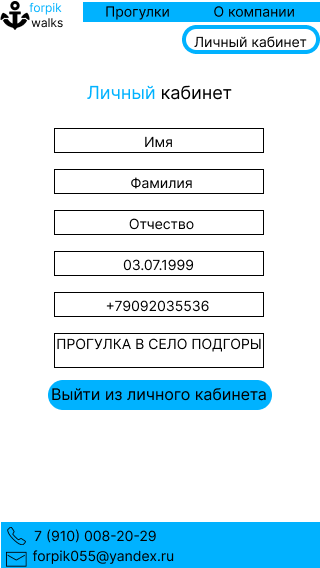 forpik
walks
Прогулки
О компании
Личный кабинет
Личный кабинет
Имя
Фамилия
Отчество
03.07.1999
+79092035536
ПРОГУЛКА В СЕЛО ПОДГОРЫ
Выйти из личного кабинета
7 (910) 008-20-29
forpik055@yandex.ru